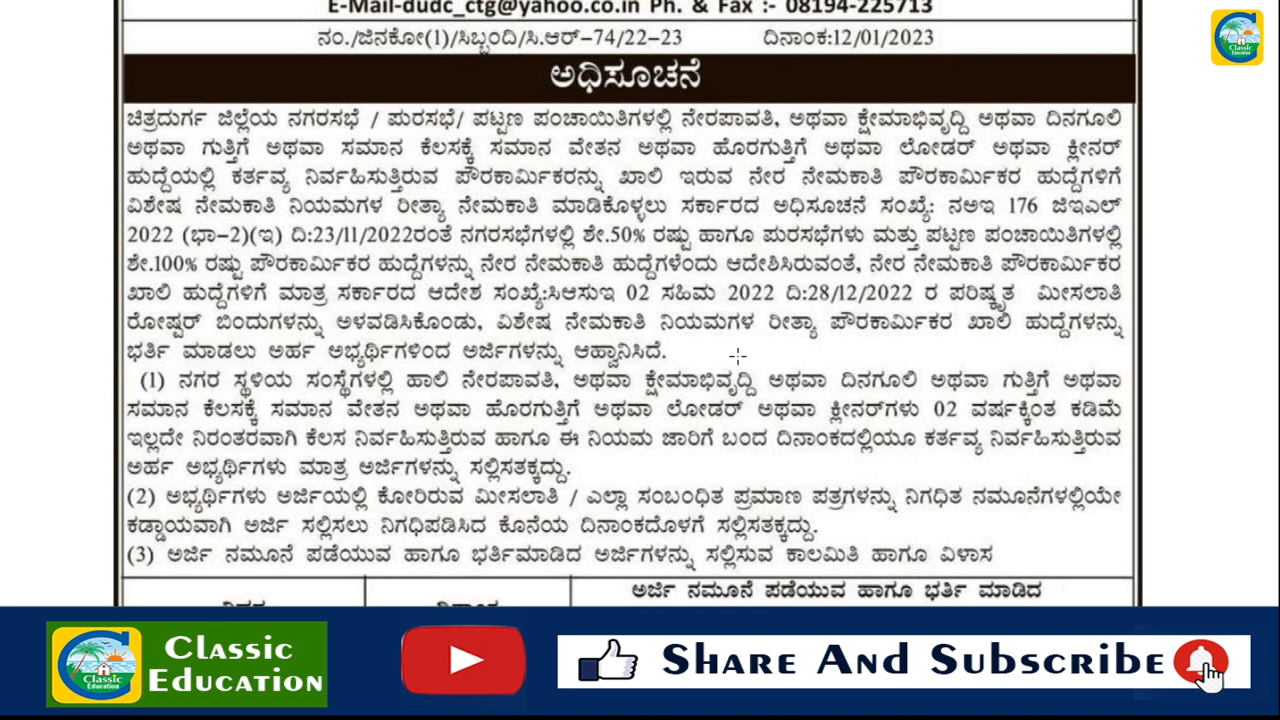 E-Mail-dudc_ctg@yahoo.co.in Ph. & Fax :- 08194-225713
ನಂ./ಜಿನಕೋ(1)/ಸಿಬ್ಬಂದಿ/ಸಿ.ಆರ್-74/22-23 ದಿನಾಂಕ:12/01/2023
ಅಧಿಸೂಚನೆ
ಚಿತ್ರದುರ್ಗ ಜಿಲ್ಲೆಯ ನಗರಸಭೆ / ಪುರಸಭೆ/ ಪಟ್ಟಣ ಪಂಚಾಯಿತಿಗಳಲ್ಲಿ ನೇರಪಾವತಿ, ಅಥವಾ ಕ್ಷೇಮಾಭಿವೃದ್ದಿ ಅಥವಾ ದಿನಗೂಲಿ
ಅಥವಾ ಗುತ್ತಿಗೆ ಅಥವಾ ಸಮಾನ ಕೆಲಸಕ್ಕೆ ಸಮಾನ ವೇತನ ಅಥವಾ ಹೊರಗುತ್ತಿಗೆ ಅಥವಾ ಲೋಡರ್ ಅಥವಾ ಕ್ಲೀನರ್
ಹುದ್ದೆಯಲ್ಲಿ ಕರ್ತವ್ಯ ನಿರ್ವಹಿಸುತ್ತಿರುವ ಪೌರಕಾರ್ಮಿಕರನ್ನು ಖಾಲಿ ಇರುವ ನೇರ ನೇಮಕಾತಿ ಪೌರಕಾರ್ಮಿಕರ ಹುದ್ದೆಗಳಿಗೆ
ವಿಶೇಷ ನೇಮಕಾತಿ ನಿಯಮಗಳ ರೀತ್ಯಾ ನೇಮಕಾತಿ ಮಾಡಿಕೊಳ್ಳಲು ಸರ್ಕಾರದ ಅಧಿಸೂಚನೆ ಸಂಖ್ಯೆ: ನಅಇ 176 ಜಿಇಎಲ್
2022 (ಭಾ-2)(ಇ) ದಿ:23/11/2022ರಂತೆ ನಗರಸಭೆಗಳಲ್ಲಿ ಶೇ.50% ರಷ್ಟು ಹಾಗೂ ಪುರಸಭೆಗಳು ಮತ್ತು ಪಟ್ಟಣ ಪಂಚಾಯಿತಿಗಳಲ್ಲಿ
ಶೇ.100% ರಷ್ಟು ಪೌರಕಾರ್ಮಿಕರ ಹುದ್ದೆಗಳನ್ನು ನೇರ ನೇಮಕಾತಿ ಹುದ್ದೆಗಳೆಂದು ಆದೇಶಿಸಿರುವಂತೆ, ನೇರ ನೇಮಕಾತಿ ಪೌರಕಾರ್ಮಿಕರ
ಖಾಲಿ ಹುದ್ದೆಗಳಿಗೆ ಮಾತ್ರ ಸರ್ಕಾರದ ಆದೇಶ ಸಂಖ್ಯೆ:ಸಿಆಸುಇ 02 ಸಹಿಮ 2022 ದಿ:28/12/2022 ರ ಪರಿಷ್ಕೃತ ಮೀಸಲಾತಿ
ರೋಷ್ಟರ್ ಬಿಂದುಗಳನ್ನು ಅಳವಡಿಸಿಕೊಂಡು, ವಿಶೇಷ ನೇಮಕಾತಿ ನಿಯಮಗಳ ರೀತ್ಯಾ ಪೌರಕಾರ್ಮಿಕರ ಖಾಲಿ ಹುದ್ದೆಗಳನ್ನು
ಭರ್ತಿ ಮಾಡಲು ಅರ್ಹ ಅಭ್ಯರ್ಥಿಗಳಿಂದ ಅರ್ಜಿಗಳನ್ನು ಆಹ್ವಾನಿಸಿದೆ.
(1) ನಗರ ಸ್ಥಳಿಯ ಸಂಸ್ಥೆಗಳಲ್ಲಿ ಹಾಲಿ ನೇರಪಾವತಿ, ಅಥವಾ ಕ್ಷೇಮಾಭಿವೃದ್ದಿ ಅಥವಾ ದಿನಗೂಲಿ ಅಥವಾ ಗುತ್ತಿಗೆ ಅಥವಾ
ಸಮಾನ ಕೆಲಸಕ್ಕೆ ಸಮಾನ ವೇತನ ಅಥವಾ ಹೊರಗುತ್ತಿಗೆ ಅಥವಾ ಲೋಡರ್ ಅಥವಾ ಕ್ಲೀನರ್‌ಗಳು 02 ವರ್ಷಕ್ಕಿಂತ ಕಡಿಮೆ
ಇಲ್ಲದೇ ನಿರಂತರವಾಗಿ ಕೆಲಸ ನಿರ್ವಹಿಸುತ್ತಿರುವ ಹಾಗೂ ಈ ನಿಯಮ ಜಾರಿಗೆ ಬಂದ ದಿನಾಂಕದಲ್ಲಿಯೂ ಕರ್ತವ್ಯ ನಿರ್ವಹಿಸುತ್ತಿರುವ
ಅರ್ಹ ಅಭ್ಯರ್ಥಿಗಳು ಮಾತ್ರ ಅರ್ಜಿಗಳನ್ನು ಸಲ್ಲಿಸತಕ್ಕದ್ದು.
(2) ಅಭ್ಯರ್ಥಿಗಳು ಅರ್ಜಿಯಲ್ಲಿ ಕೋರಿರುವ ಮೀಸಲಾತಿ / ಎಲ್ಲಾ ಸಂಬಂಧಿತ ಪ್ರಮಾಣ ಪತ್ರಗಳನ್ನು ನಿಗಧಿತ ನಮೂನೆಗಳಲ್ಲಿಯೇ
ಕಡ್ಡಾಯವಾಗಿ ಅರ್ಜಿ ಸಲ್ಲಿಸಲು ನಿಗಧಿಪಡಿಸಿದ ಕೊನೆಯ ದಿನಾಂಕದೊಳಗೆ ಸಲ್ಲಿಸತಕ್ಕದ್ದು.
(3) ಅರ್ಜಿ ನಮೂನೆ ಪಡೆಯುವ ಹಾಗೂ ಭರ್ತಿಮಾಡಿದ ಅರ್ಜಿಗಳನ್ನು ಸಲ್ಲಿಸುವ ಕಾಲಮಿತಿ ಹಾಗೂ ವಿಳಾಸ
ಅರ್ಜಿ ನಮೂನೆ ಪಡೆಯುವ ಹಾಗೂ ಭರ್ತಿ ಮಾಡಿದ
Classic Education
Classic Education
Classic
Education
Share And Subscribe